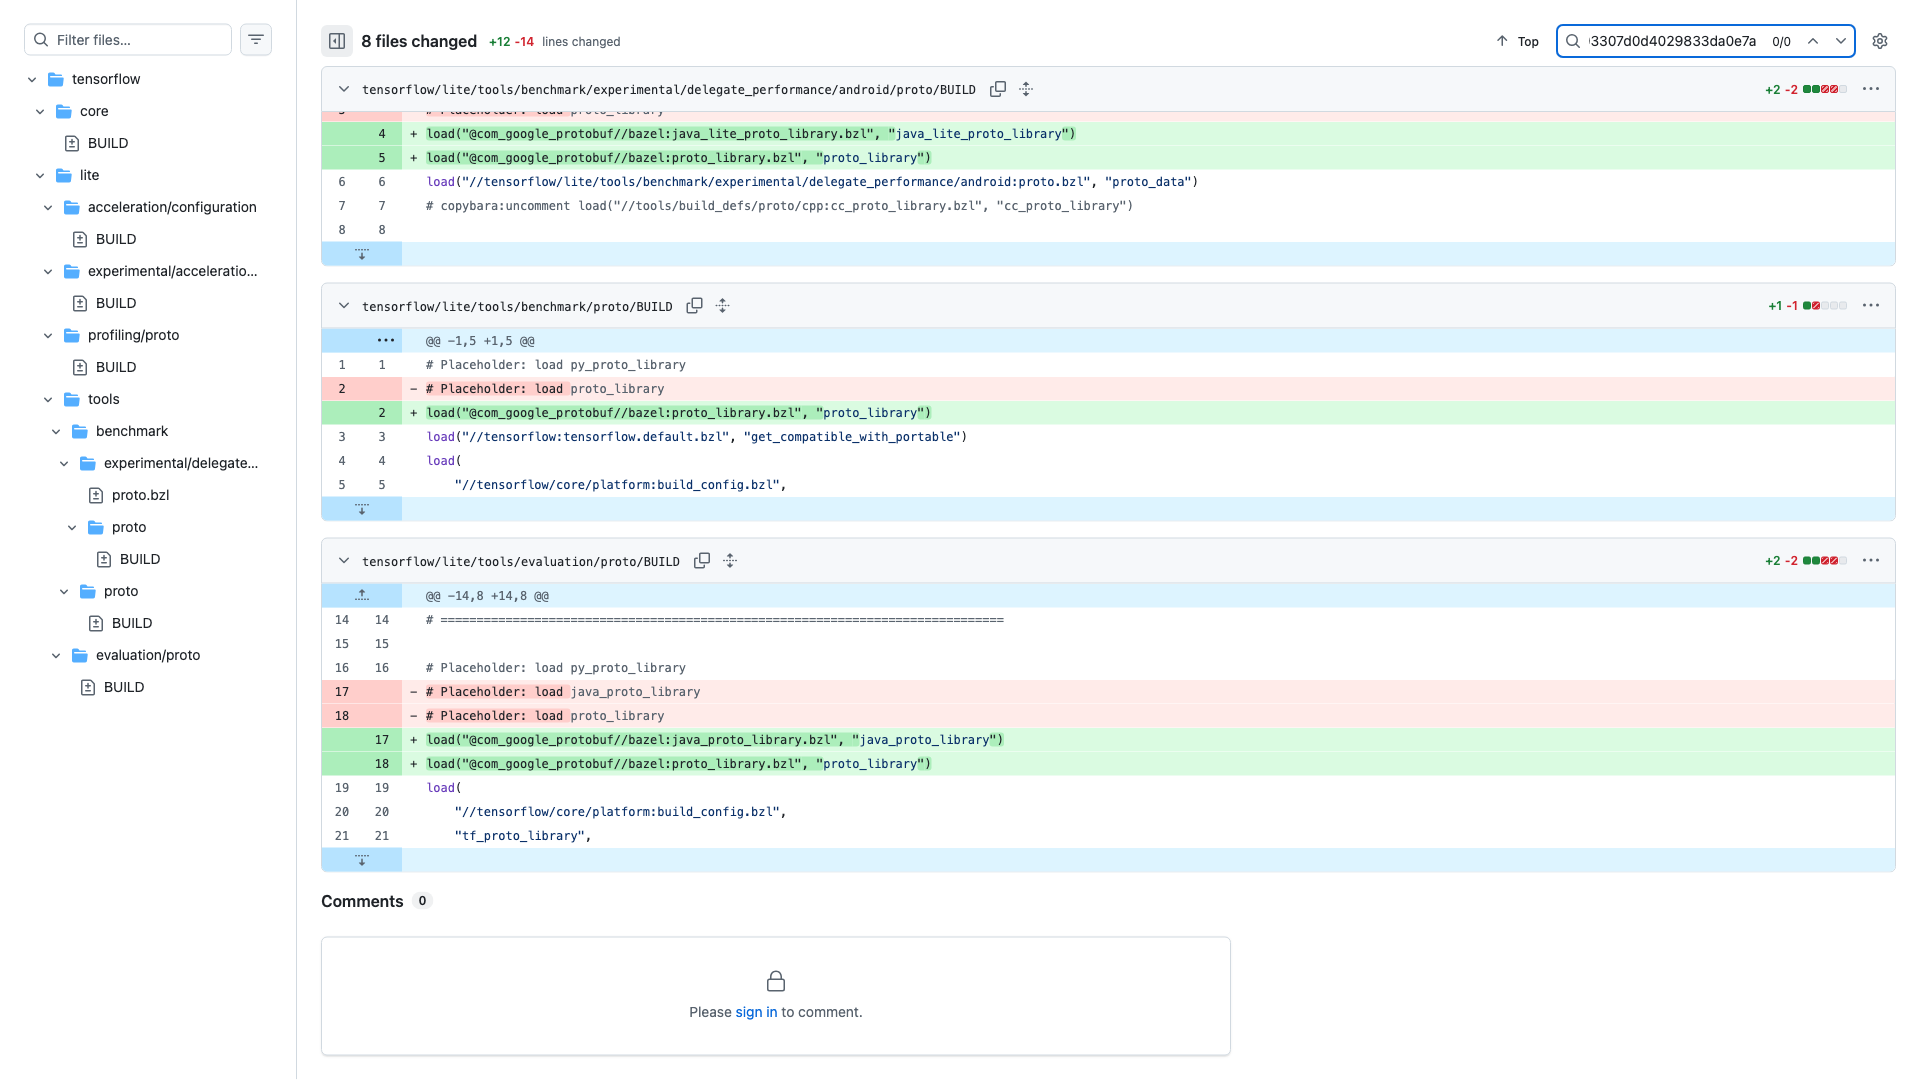 Filter files...
tensorflow
core
BUILD
lite
acceleration/configuration
BUILD
experimental/acceleratio...
BUILD
profiling/proto
BUILD
tools
benchmark
experimental/delegate...
proto.bzl
proto
BUILD
proto
BUILD
evaluation/proto
BUILD
8 files changed +12 -14 lines changed
Top
3307d0d4029833da0e7a 0/0
tensorflow/lite/tools/benchmark/experimental/delegate_performance/android/proto/BUILD +2 -2
4 + load("@com_google_protobuf//bazel:java_lite_proto_library.bzl", "java_lite_proto_library")
5 + load("@com_google_protobuf//bazel:proto_library.bzl", "proto_library")
6 6 load("//tensorflow/lite/tools/benchmark/experimental/delegate_performance/android:proto.bzl", "proto_data")
7 7 # copybara:uncomment load("//tools/build_defs/proto/cpp:cc_proto_library.bzl", "cc_proto_library")
8 8
tensorflow/lite/tools/benchmark/proto/BUILD +1 -1
@@ -1,5 +1,5 @@
1 1 # Placeholder: load py_proto_library
2 - # Placeholder: load proto_library
2 + load("@com_google_protobuf//bazel:proto_library.bzl", "proto_library")
3 3 load("//tensorflow:tensorflow.default.bzl", "get_compatible_with_portable")
4 4 load(
5 5 "//tensorflow/core/platform:build_config.bzl",
tensorflow/lite/tools/evaluation/proto/BUILD +2 -2
@@ -14,8 +14,8 @@
14 14 # ==============================================================================
15 15
16 16 # Placeholder: load py_proto_library
17 - # Placeholder: load java_proto_library
18 - # Placeholder: load proto_library
17 + load("@com_google_protobuf//bazel:java_proto_library.bzl", "java_proto_library")
18 + load("@com_google_protobuf//bazel:proto_library.bzl", "proto_library")
19 19 load(
20 20 "//tensorflow/core/platform:build_config.bzl",
21 21 "tf_proto_library",
Comments 0
Please sign in to comment.